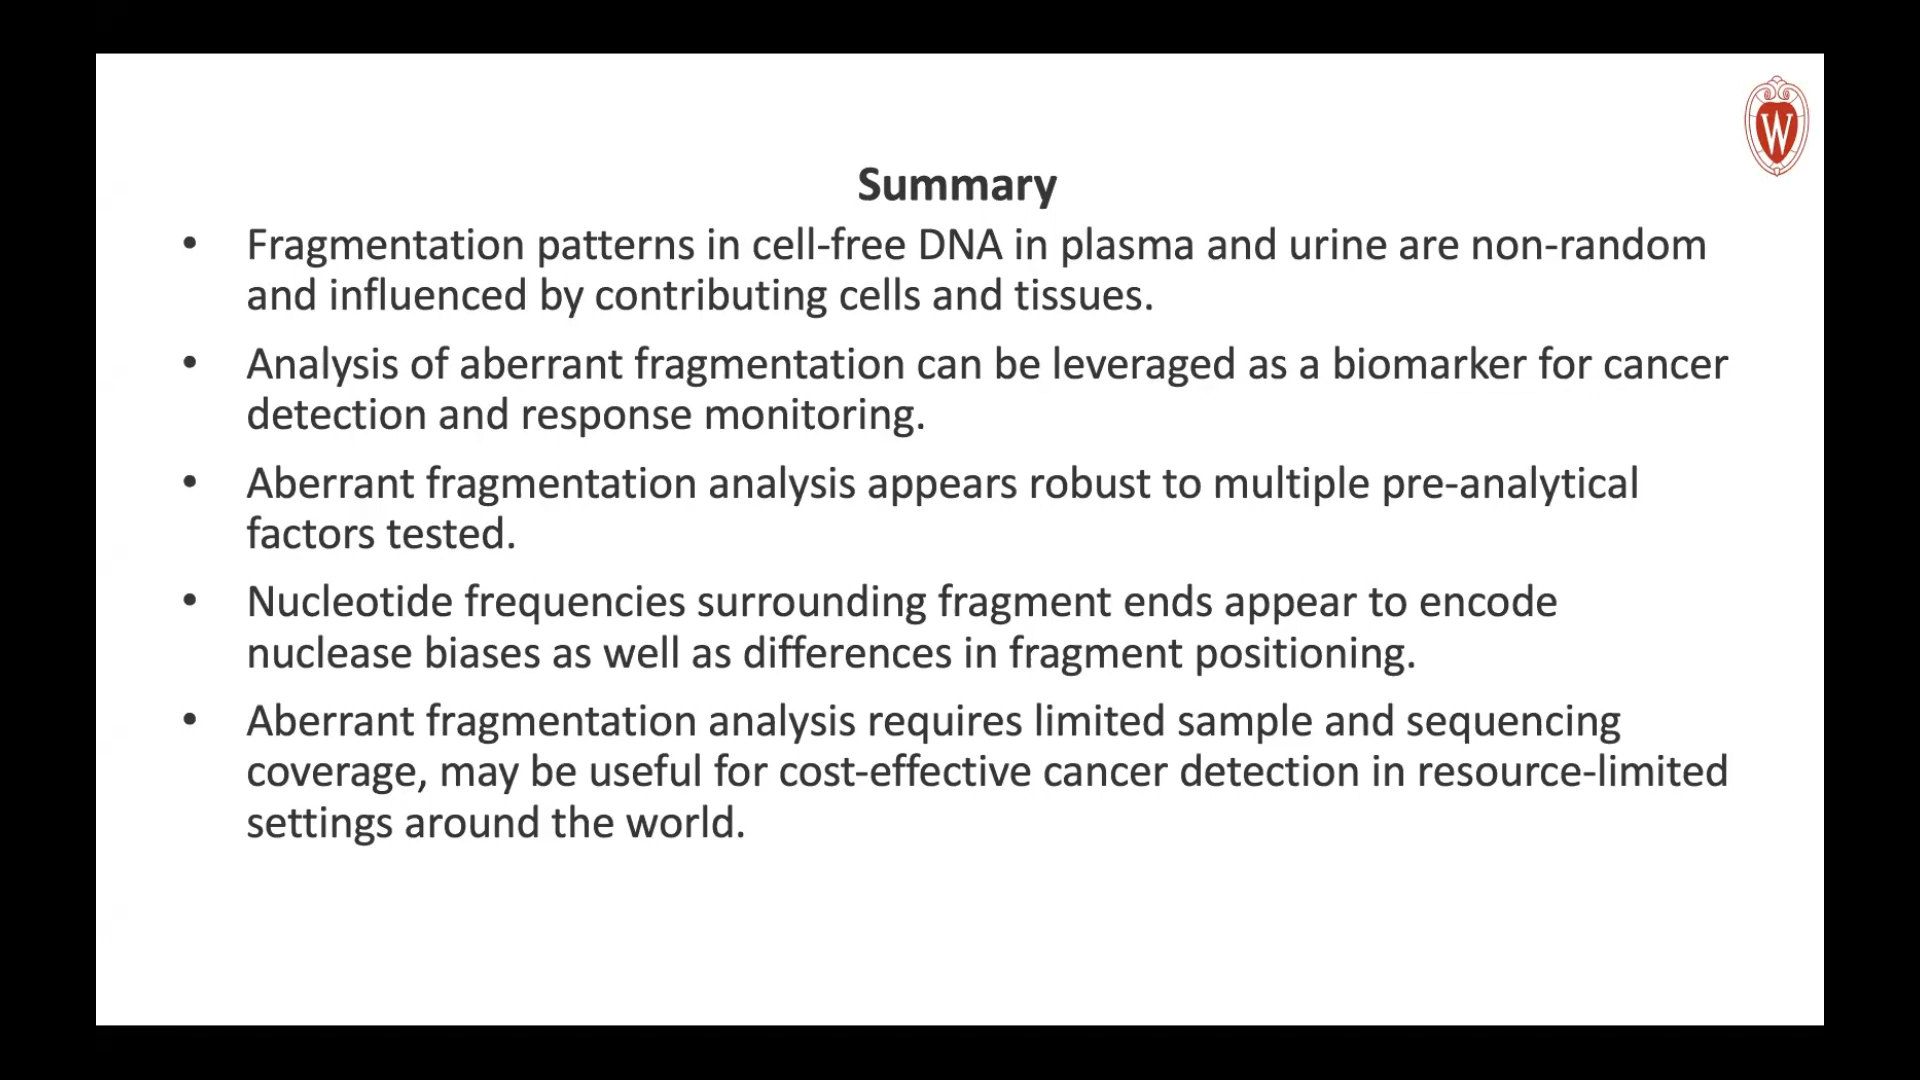 W
Summary
• Fragmentation patterns in cell-free DNA in plasma and urine are non-random
and influenced by contributing cells and tissues.
• Analysis of aberrant fragmentation can be leveraged as a biomarker for cancer
detection and response monitoring.
• Aberrant fragmentation analysis appears robust to multiple pre-analytical
factors tested.
• Nucleotide frequencies surrounding fragment ends appear to encode
nuclease biases as well as differences in fragment positioning.
• Aberrant fragmentation analysis requires limited sample and sequencing
coverage, may be useful for cost-effective cancer detection in resource-limited
settings around the world.